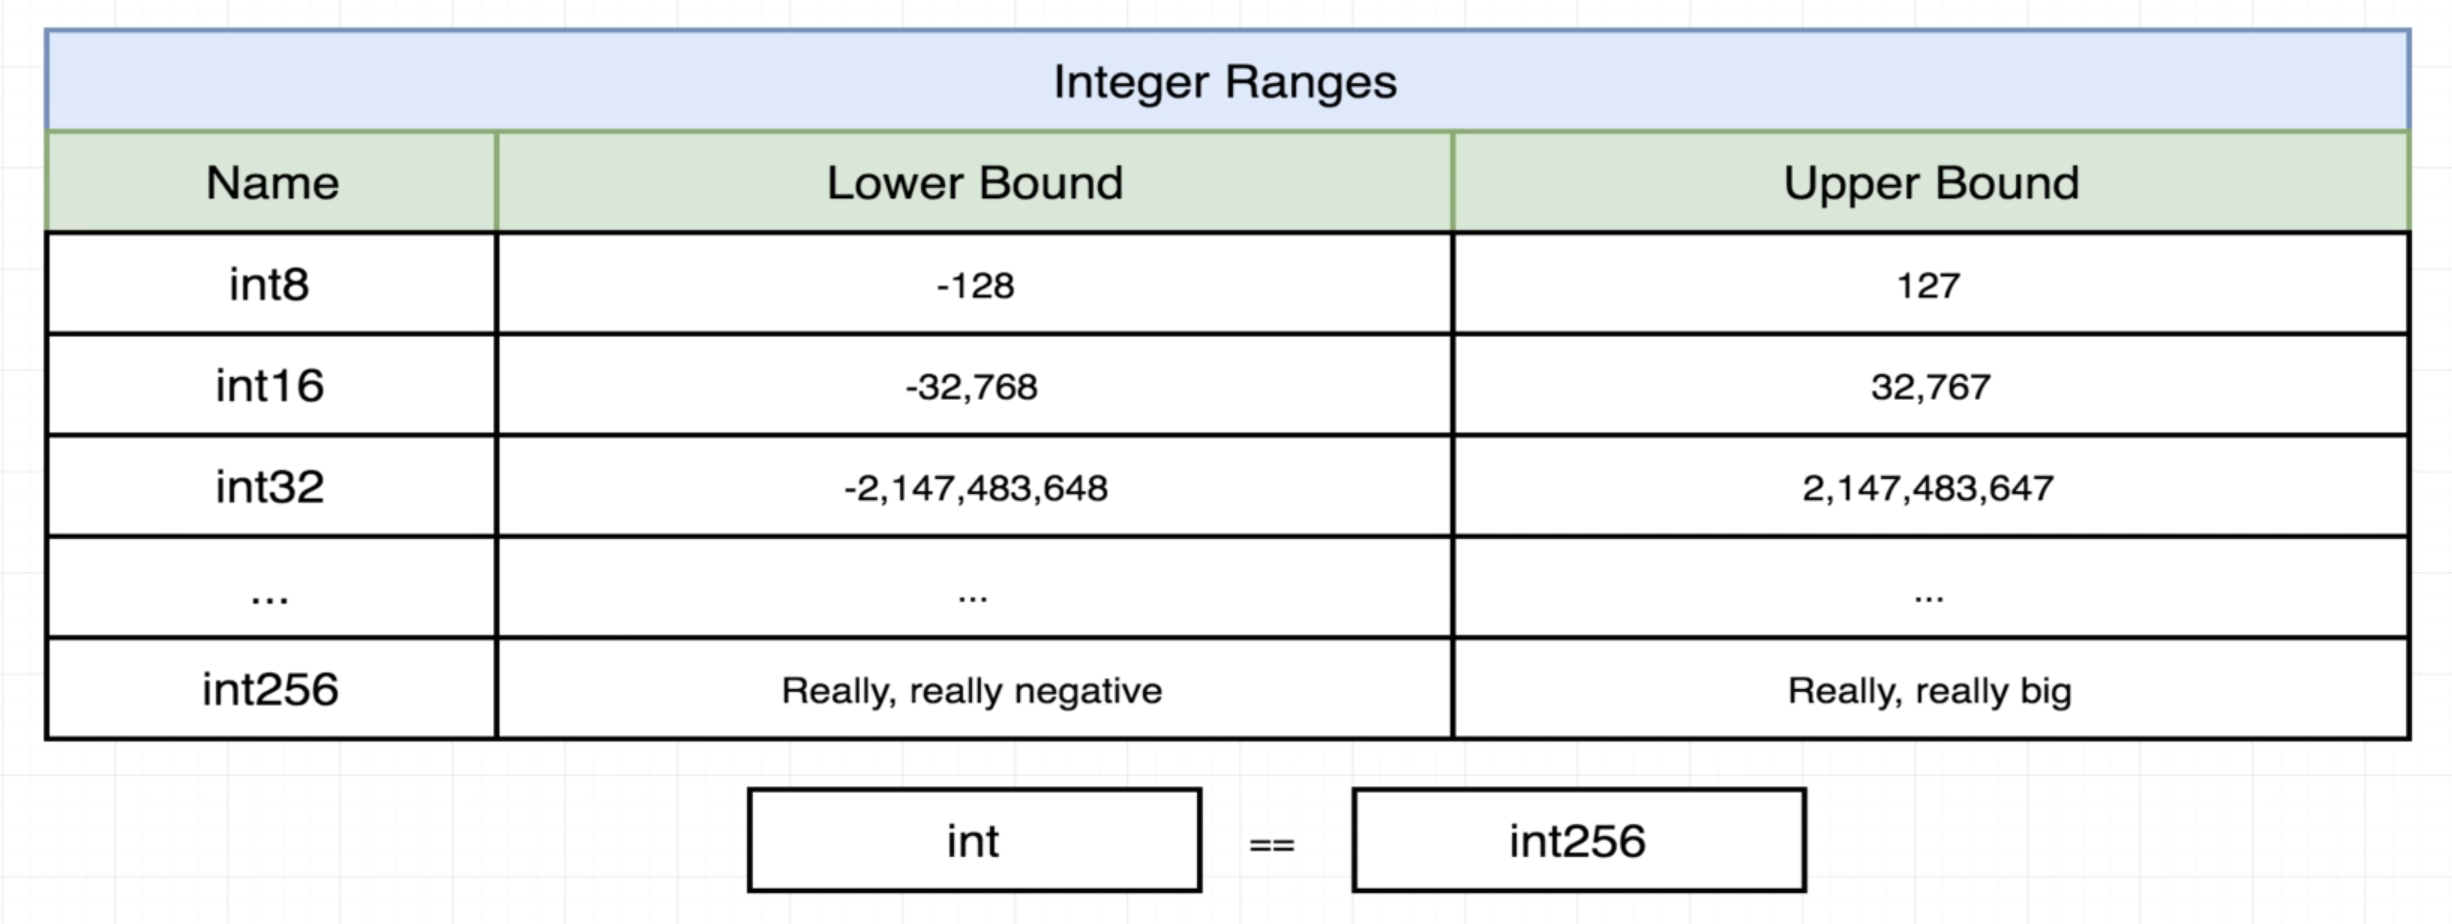 Integer Ranges
Name Lower Bound Upper Bound
int8 -128 127
int16 -32,768 32,767
int32 -2,147,483,648 2,147,483,647
... ... ...
int256 Really, really negative Really, really big
int == int256